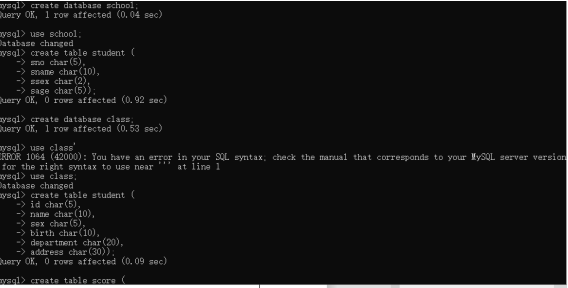 mysql> create database school;
Query OK, 1 row affected (0.04 sec)
mysql> use school;
Database changed
mysql> create table student (
-> sno char(5),
-> sname char(10),
-> ssex char(2),
-> sage char(5));
Query OK, 0 rows affected (0.92 sec)
mysql> create database class;
Query OK, 1 row affected (0.53 sec)
mysql> use class'
ERROR 1064 (42000): You have an error in your SQL syntax; check the manual that corresponds to your MySQL server version
for the right syntax to use near ''' at line 1
mysql> use class;
Database changed
mysql> create table student (
-> id char(5),
-> name char(10),
-> sex char(5),
-> birth char(10),
-> department char(20),
-> address char(30));
Query OK, 0 rows affected (0.09 sec)
mysql> create table score (